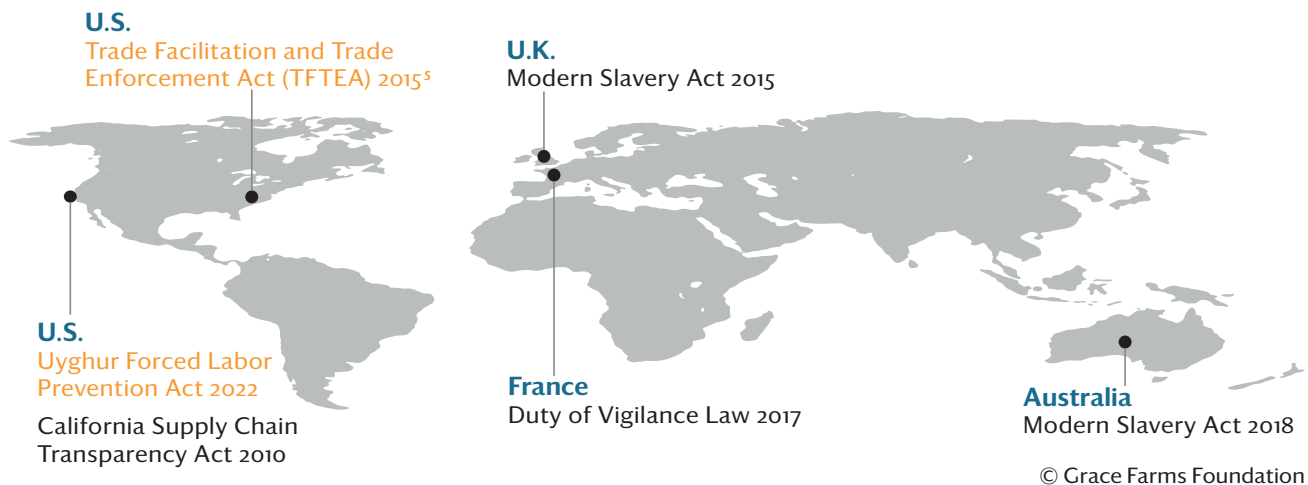 U.S.
Trade Facilitation and Trade
Enforcement Act (TFTEA) 2015⁵
U.K.
Modern Slavery Act 2015
U.S.
Uyghur Forced Labor
Prevention Act 2022
California Supply Chain
Transparency Act 2010
France
Duty of Vigilance Law 2017
Australia
Modern Slavery Act 2018
© Grace Farms Foundation